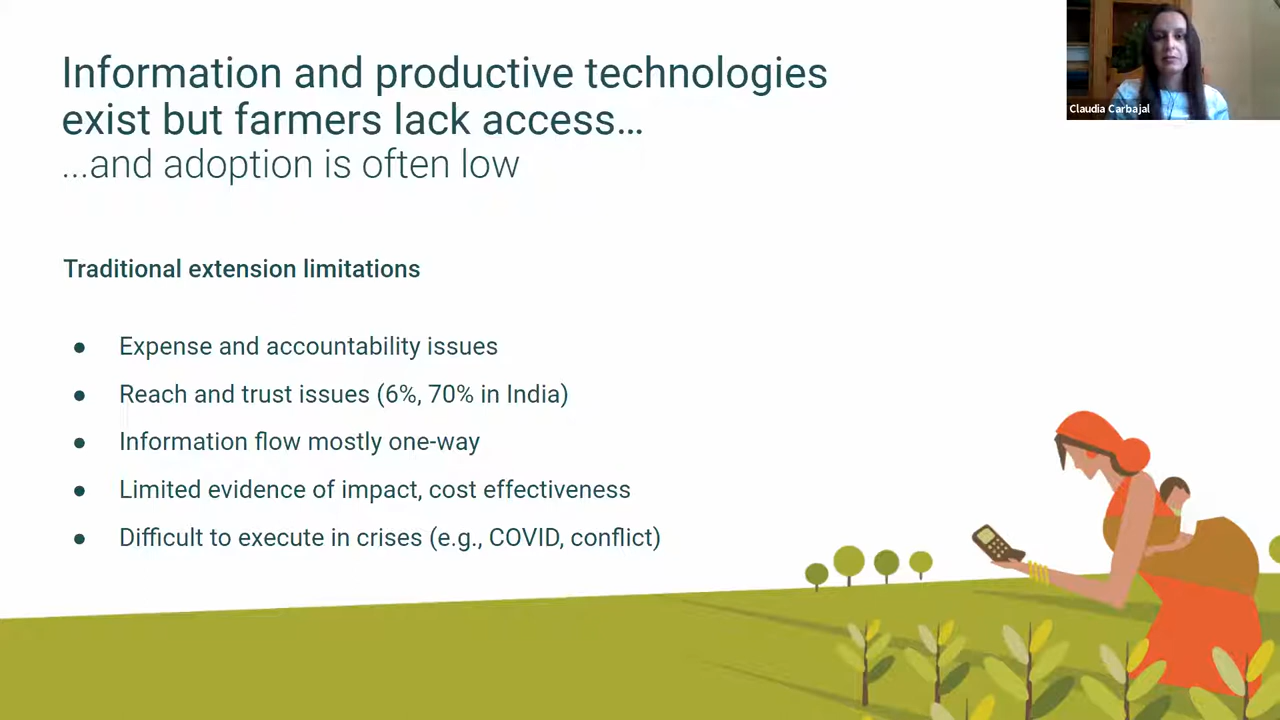 Information and productive technologies
exist but farmers lack access…
...and adoption is often low
Claudia Carbajal
Traditional extension limitations
● Expense and accountability issues
● Reach and trust issues (6%, 70% in India)
● Information flow mostly one-way
● Limited evidence of impact, cost effectiveness
● Difficult to execute in crises (e.g., COVID, conflict)